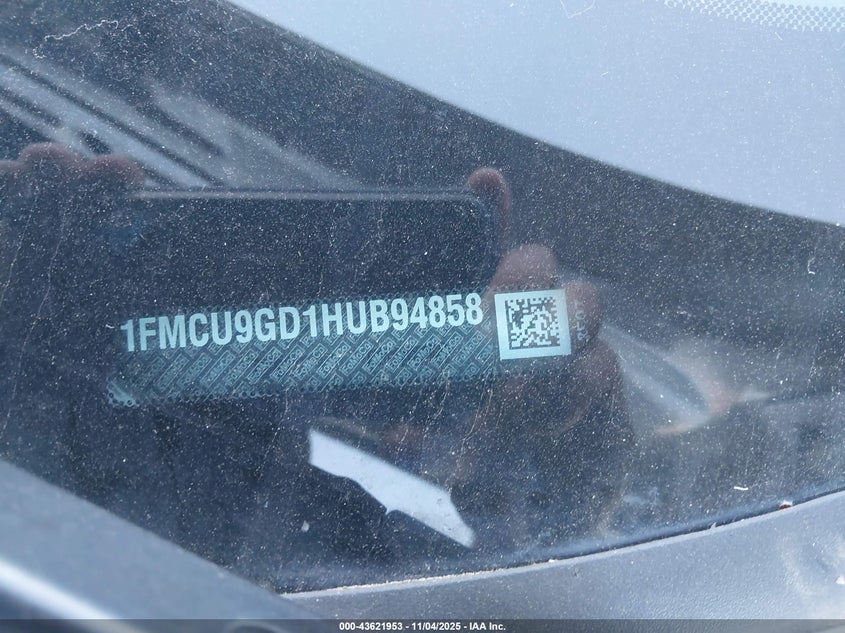 1FMCU9GD1HUB94858
000-43621953 - 11/04/2025 - IAA Inc.